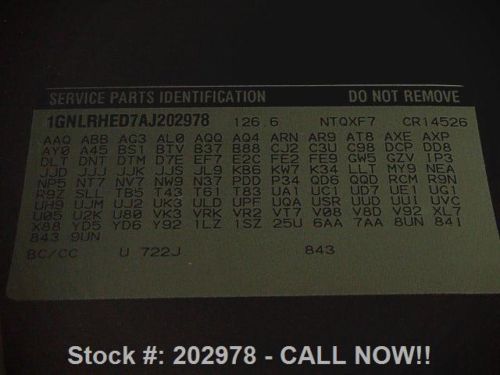 SERVICE PARTS IDENTIFICATION DO NOT REMOVE
1GNLRHED7AJ202978 126 6 NTQXF7 CR14526
AAQ ABB AG3 AL0 AQQ AQ4 ARN AR9 AT8 AXE AXP
AY0 A45 BS1 BTV B37 B88 CJ2 C3U C98 DCP DD8
DLT DNT DTM D7E EF7 E2C FE2 FE9 GW5 GZV IP3
JJD JJJ JJK JJS JL9 K86 KW7 K34 LLT MY9 NEA
NP5 NT7 NV7 NW9 N37 PDD P34 QD6 QQD RCM R9N
R9Z SLL TB5 T43 T61 TB3 UA1 UC1 UD7 UE1 UG1
UH9 UJM UJ2 UK3 ULD UPF UQA USR UUD UUI UVC
U05 U2K U80 VK3 VRK VR2 VT7 V08 V8D V92 XL7
X88 YD5 YD6 Y92 1LZ 1SZ 25U 6AA 7AA 8UN 841
843 9UN
BC/CC U 722J 843
Stock #: 202978 - CALL NOW!!